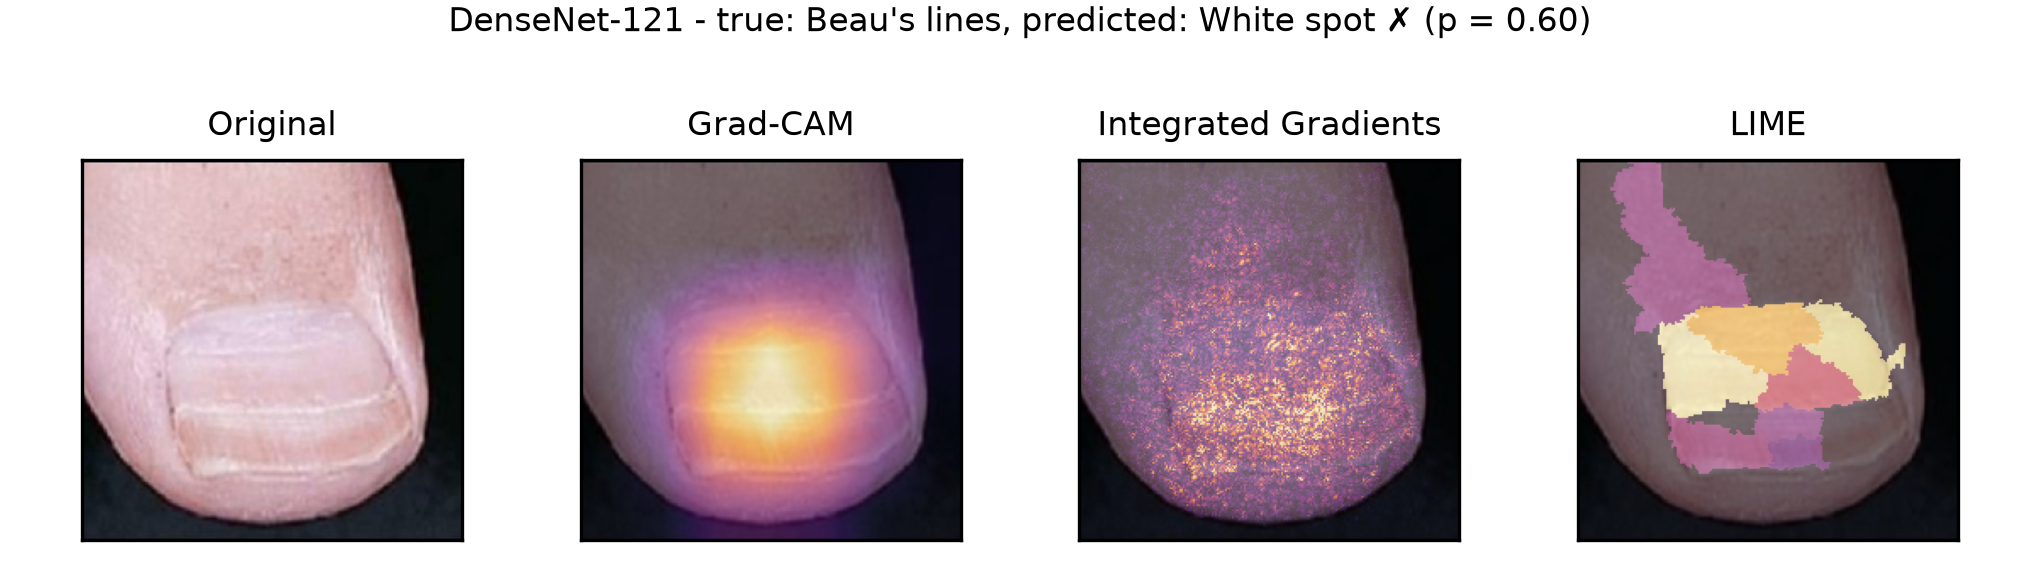 DenseNet-121 - true: Beau's lines, predicted: White spot ✗ (p = 0.60)
Original
Grad-CAM
Integrated Gradients
LIME